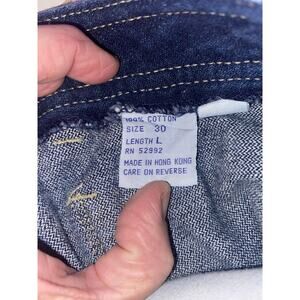 100% COTTON
SIZE 30
LENGTH L
RN 52992
MADE IN HONG KONG
CARE ON REVERSE